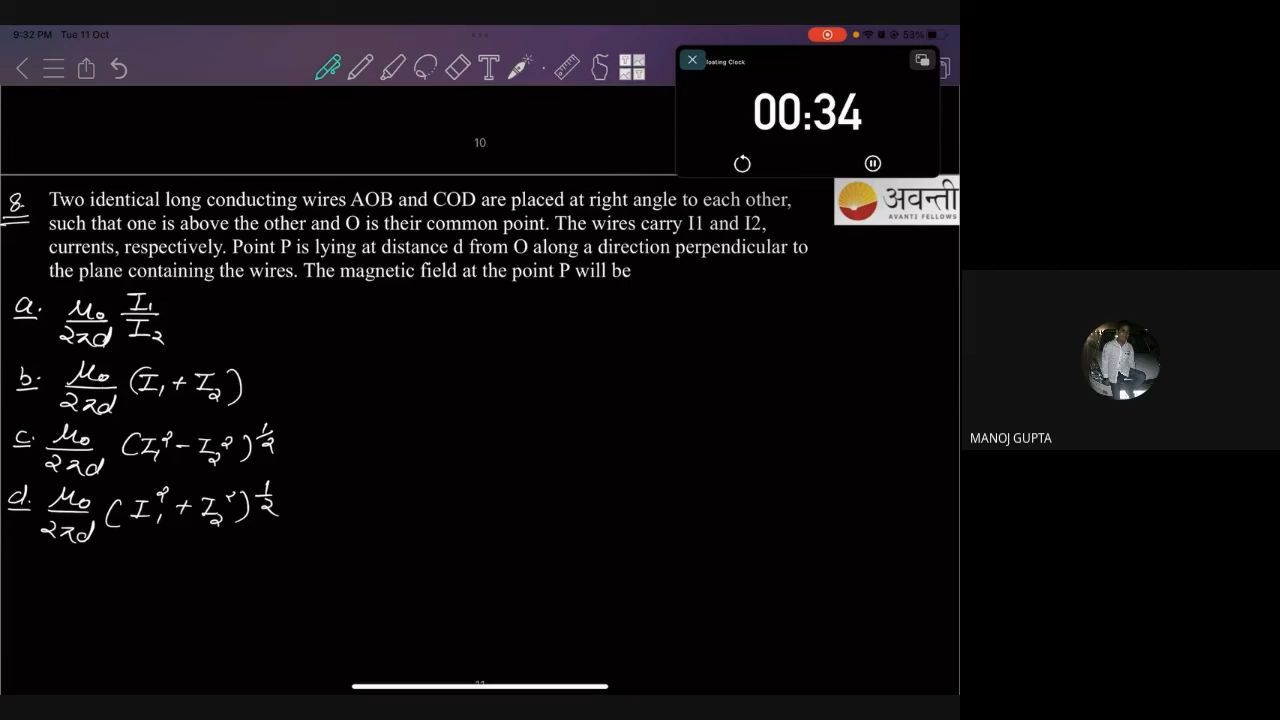 9:32 PM Tue 11 Oct
53%
loating Clock
00:34
10
अवन्ती
AVANTI FELLOWS
8. Two identical long conducting wires AOB and COD are placed at right angle to each other,
such that one is above the other and O is their common point. The wires carry I1 and I2,
currents, respectively. Point P is lying at distance d from O along a direction perpendicular to
the plane containing the wires. The magnetic field at the point P will be
a. μ₀/2πd I₁/I₂
b. μ₀/2πd (I₁ + I₂)
c. μ₀/2πd (I₁² - I₂²)^1/2
d. μ₀/2πd (I₁² + I₂²)^1/2
MANOJ GUPTA
11